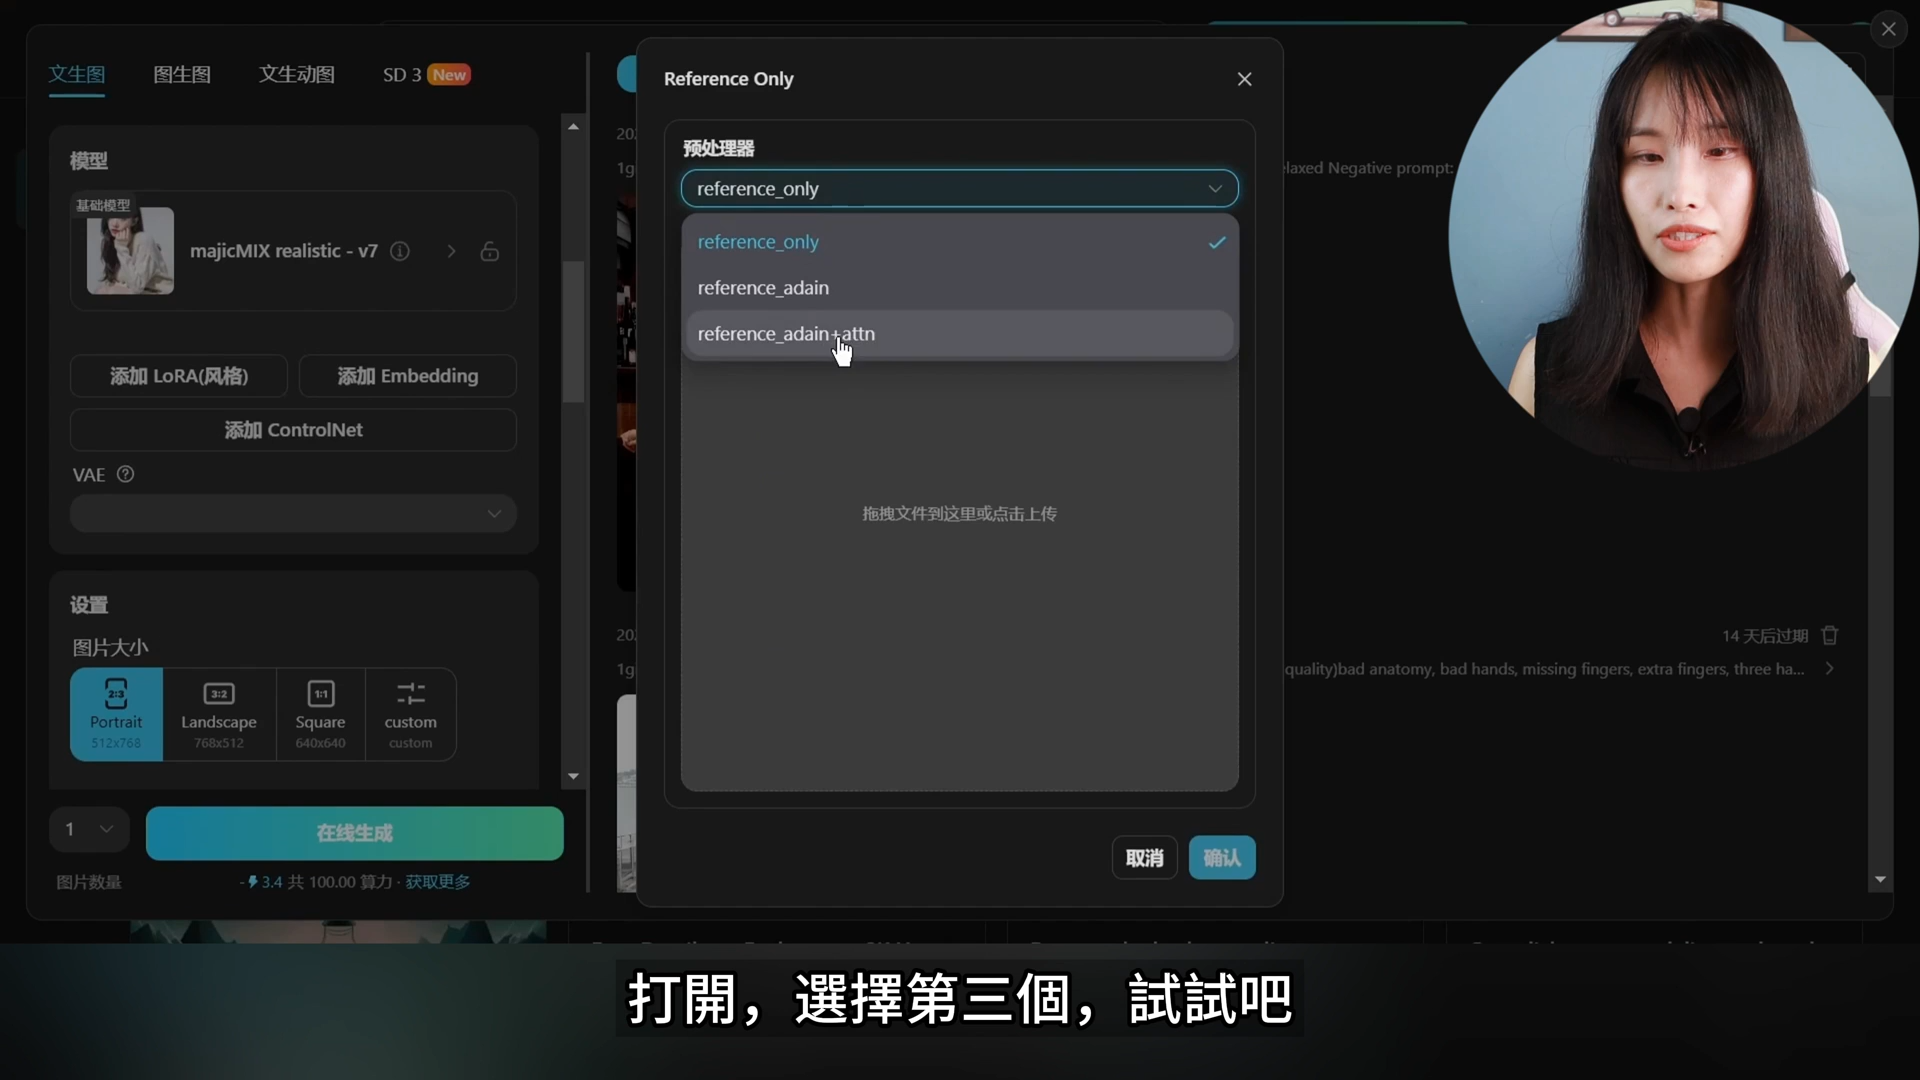 文生图
图生图
文生动图
SD 3 New
模型
基础模型
majicMIX realistic - v7
添加 LoRA(风格)
添加 Embedding
添加 ControlNet
VAE
设置
图片大小
2:3
Portrait
512x768
3:2
Landscape
768x512
1:1
Square
640x640
custom
custom
1
在线生成
图片数量
-3.4 共 100.00 算力 · 获取更多
Reference Only
预处理器
reference_only
reference_only
reference_adain
reference_adain+attn
拖拽文件到这里或点击上传
取消
确认
Negative prompt:
14 天后过期
quality)bad anatomy, bad hands, missing fingers, extra fingers, three ha...
打開，選擇第三個，試試吧